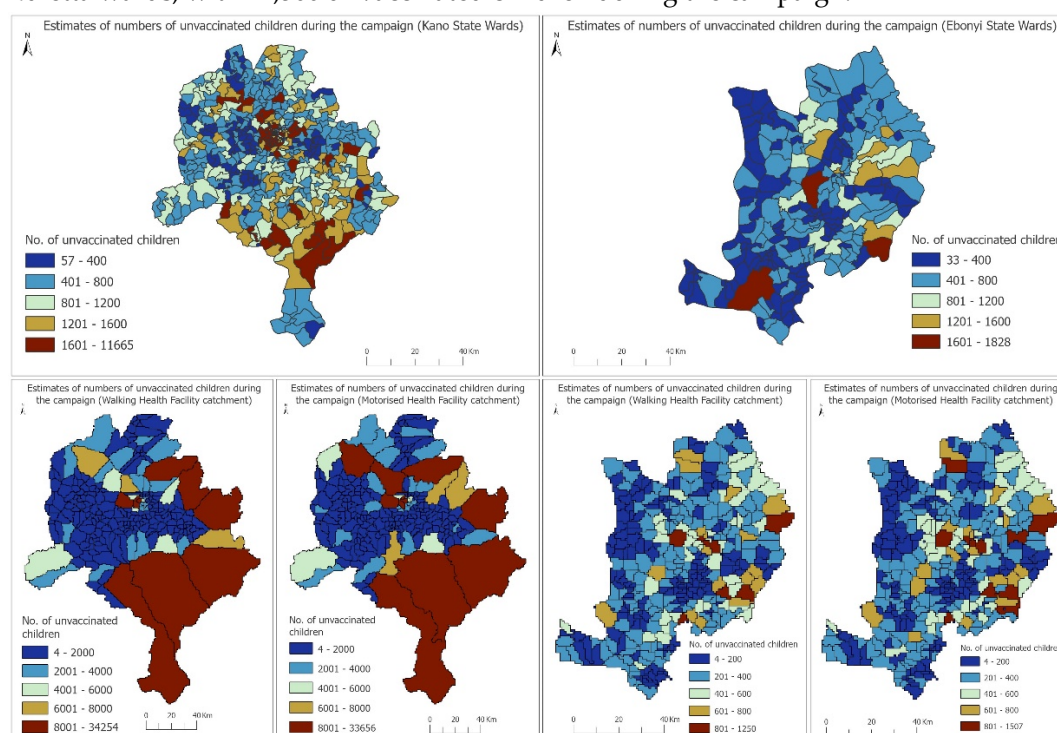 Estimates of numbers of unvaccinated children during the campaign (Kano State Wards)
N
No. of unvaccinated children
57 - 400
401 - 800
801 - 1200
1201 - 1600
1601 - 11665
0 20 40 Km
Estimates of numbers of unvaccinated children during the campaign (Ebonyi State Wards)
N
No. of unvaccinated children
33 - 400
401 - 800
801 - 1200
1201 - 1600
1601 - 1828
0 20 40 Km
Estimates of numbers of unvaccinated children during
the campaign (Walking Health Facility catchment)
N
No. of unvaccinated
children
4 - 2000
2001 - 4000
4001 - 6000
6001 - 8000
8001 - 34254
0 20 40 Km
Estimates of numbers of unvaccinated children during
the campaign (Motorised Health Facility catchment)
N
No. of unvaccinated
children
4 - 2000
2001 - 4000
4001 - 6000
6001 - 8000
8001 - 33656
0 20 40 Km
Estimates of numbers of unvaccinated children during
the campaign (Walking Health Facility catchment)
N
No. of unvaccinated children
4 - 200
201 - 400
401 - 600
601 - 800
801 - 1250
0 20 40 Km
Estimates of numbers of unvaccinated children during
the campaign (Motorised Health Facility catchment)
N
No. of unvaccinated children
4 - 200
201 - 400
401 - 600
601 - 800
801 - 1507
0 20 40 Km